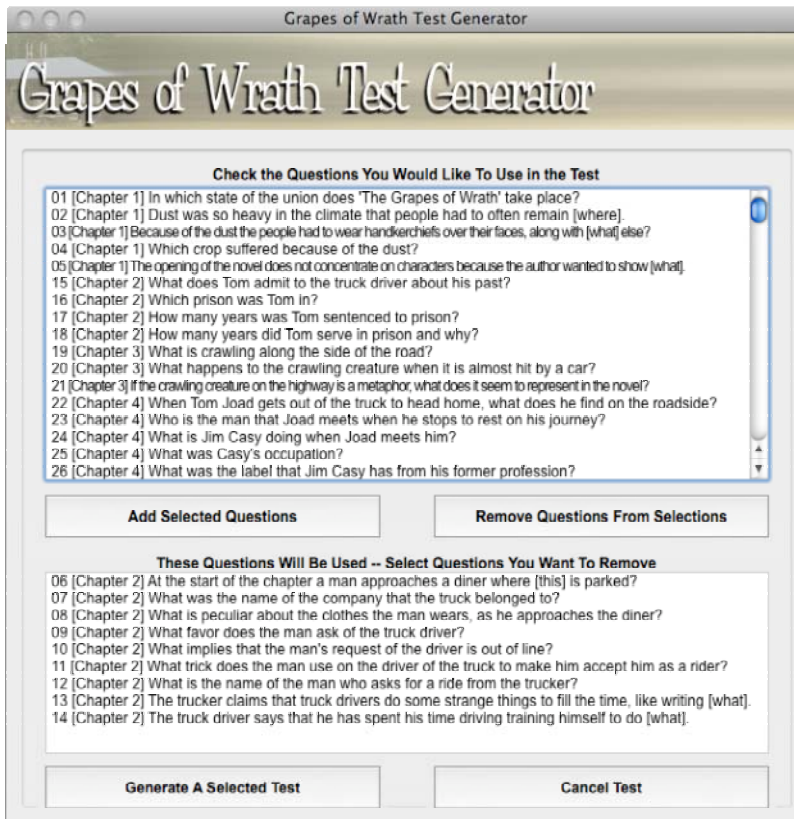 Grapes of Wrath Test Generator
Grapes of Wrath Test Generator
Check the Questions You Would Like To Use in the Test
01 [Chapter 1] In which state of the union does 'The Grapes of Wrath' take place?
02 [Chapter 1] Dust was so heavy in the climate that people had to often remain [where].
03 [Chapter 1] Because of the dust the people had to wear handkerchiefs over their faces, along with [what] else?
04 [Chapter 1] Which crop suffered because of the dust?
05 [Chapter 1] The opening of the novel does not concentrate on characters because the author wanted to show [what].
15 [Chapter 2] What does Tom admit to the truck driver about his past?
16 [Chapter 2] Which prison was Tom in?
17 [Chapter 2] How many years was Tom sentenced to prison?
18 [Chapter 2] How many years did Tom serve in prison and why?
19 [Chapter 3] What is crawling along the side of the road?
20 [Chapter 3] What happens to the crawling creature when it is almost hit by a car?
21 [Chapter 3] If the crawling creature on the highway is a metaphor, what does it seem to represent in the novel?
22 [Chapter 4] When Tom Joad gets out of the truck to head home, what does he find on the roadside?
23 [Chapter 4] Who is the man that Joad meets when he stops to rest on his journey?
24 [Chapter 4] What is Jim Casy doing when Joad meets him?
25 [Chapter 4] What was Casy's occupation?
26 [Chapter 4] What was the label that Jim Casy has from his former profession?
Add Selected Questions
Remove Questions From Selections
These Questions Will Be Used -- Select Questions You Want To Remove
06 [Chapter 2] At the start of the chapter a man approaches a diner where [this] is parked?
07 [Chapter 2] What was the name of the company that the truck belonged to?
08 [Chapter 2] What is peculiar about the clothes the man wears, as he approaches the diner?
09 [Chapter 2] What favor does the man ask of the truck driver?
10 [Chapter 2] What implies that the man's request of the driver is out of line?
11 [Chapter 2] What trick does the man use on the driver of the truck to make him accept him as a rider?
12 [Chapter 2] What is the name of the man who asks for a ride from the trucker?
13 [Chapter 2] The trucker claims that truck drivers do some strange things to fill the time, like writing [what].
14 [Chapter 2] The truck driver says that he has spent his time driving training himself to do [what].
Generate A Selected Test
Cancel Test